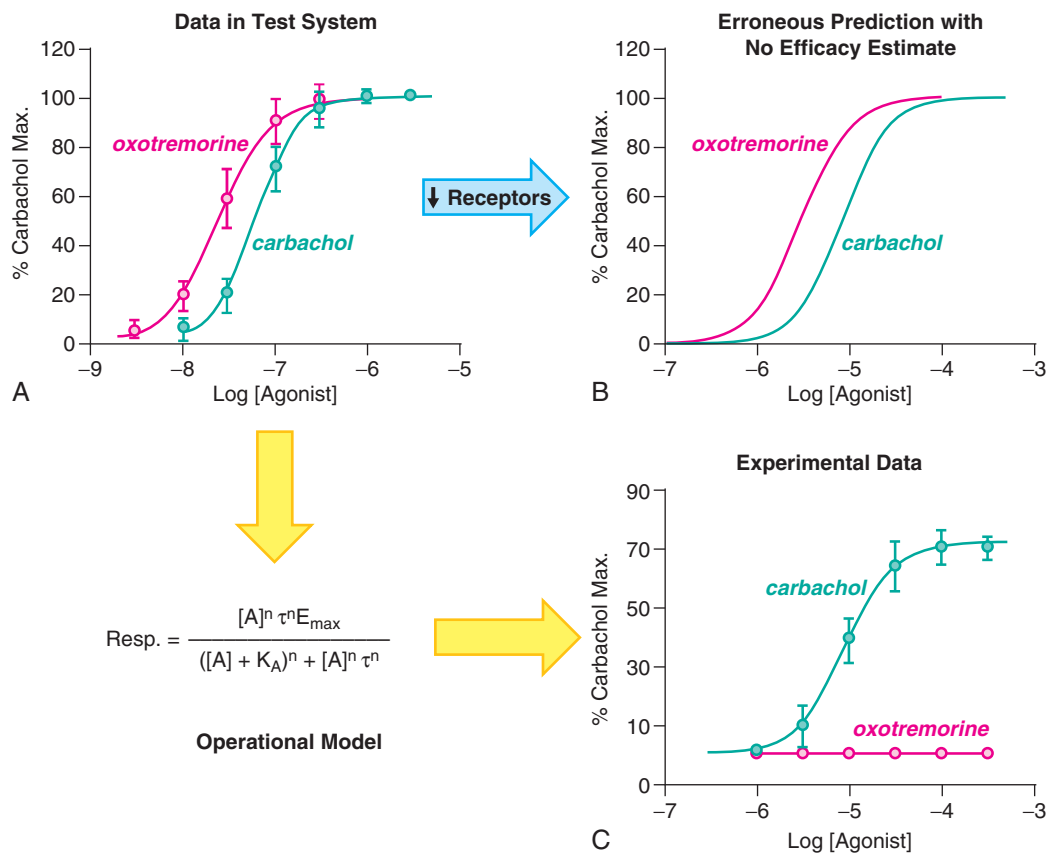 Data in Test System
120
100
80
60
40
20
0
% Carbachol Max.
oxotremorine
carbachol
−9
−8
−7
−6
−5
Log [Agonist]
A
↓ Receptors
Erroneous Prediction with
No Efficacy Estimate
120
100
80
60
40
20
0
% Carbachol Max.
oxotremorine
carbachol
−7
−6
−5
−4
−3
Log [Agonist]
B
Resp. = [A]ⁿ τⁿEmax / ([A] + KA)ⁿ + [A]ⁿ τⁿ
Operational Model
Experimental Data
90
70
50
30
10
0
% Carbachol Max.
carbachol
oxotremorine
−7
−6
−5
−4
−3
Log [Agonist]
C